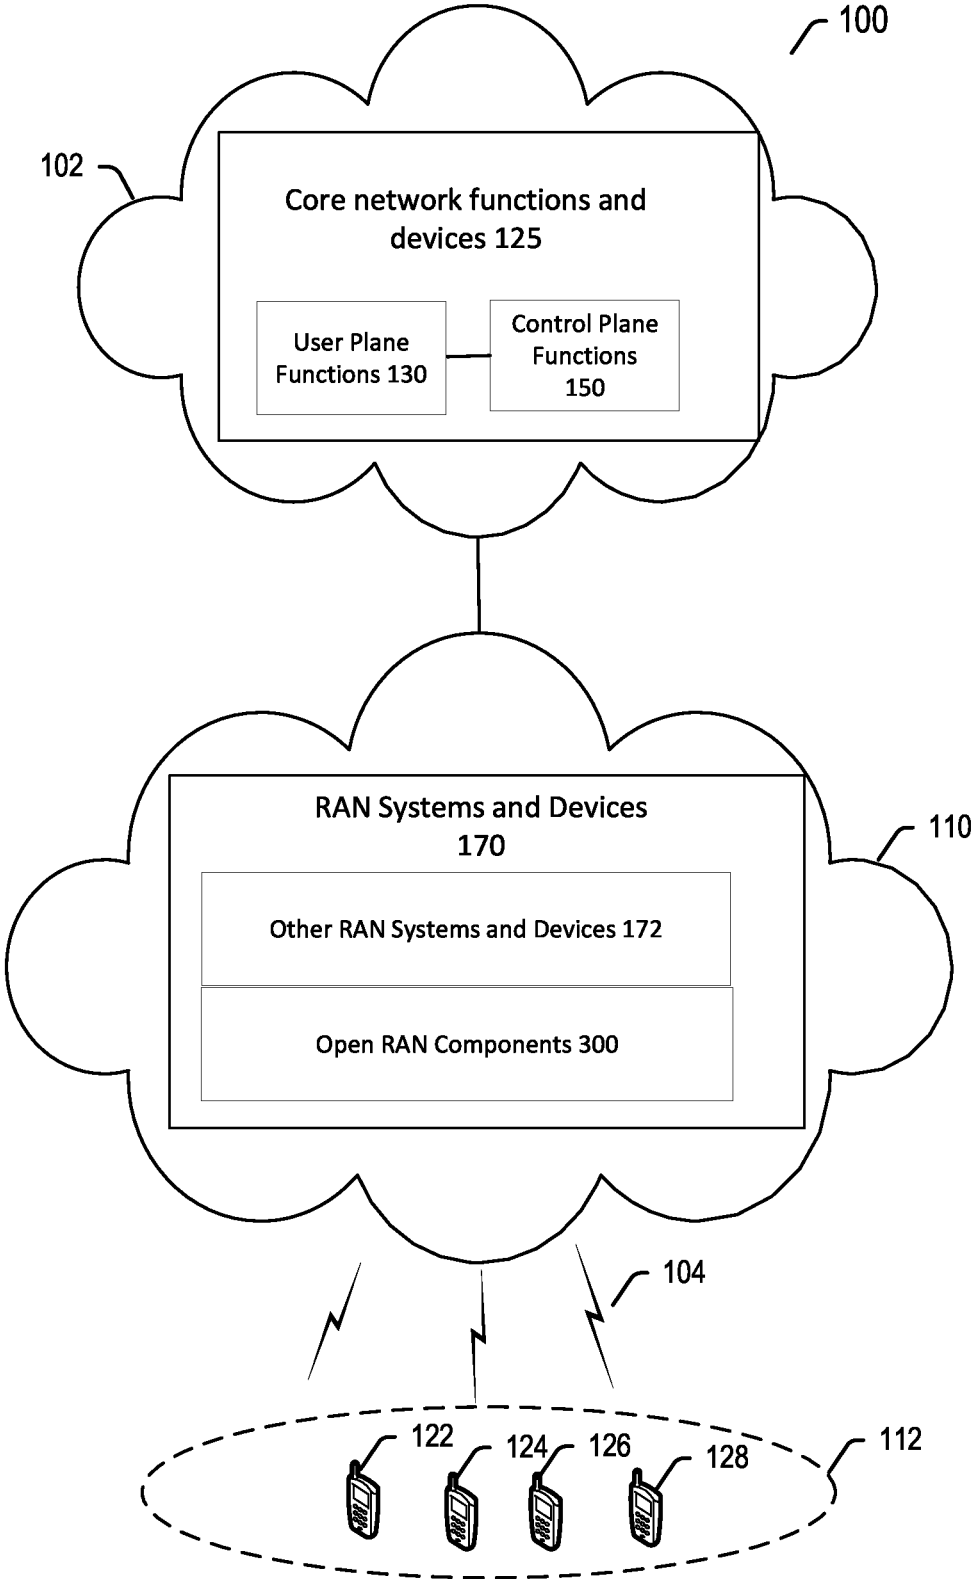 100
102
Core network functions and
devices 125
User Plane
Functions 130
Control Plane
Functions
150
RAN Systems and Devices
170
110
Other RAN Systems and Devices 172
Open RAN Components 300
104
122
124
126
128
112